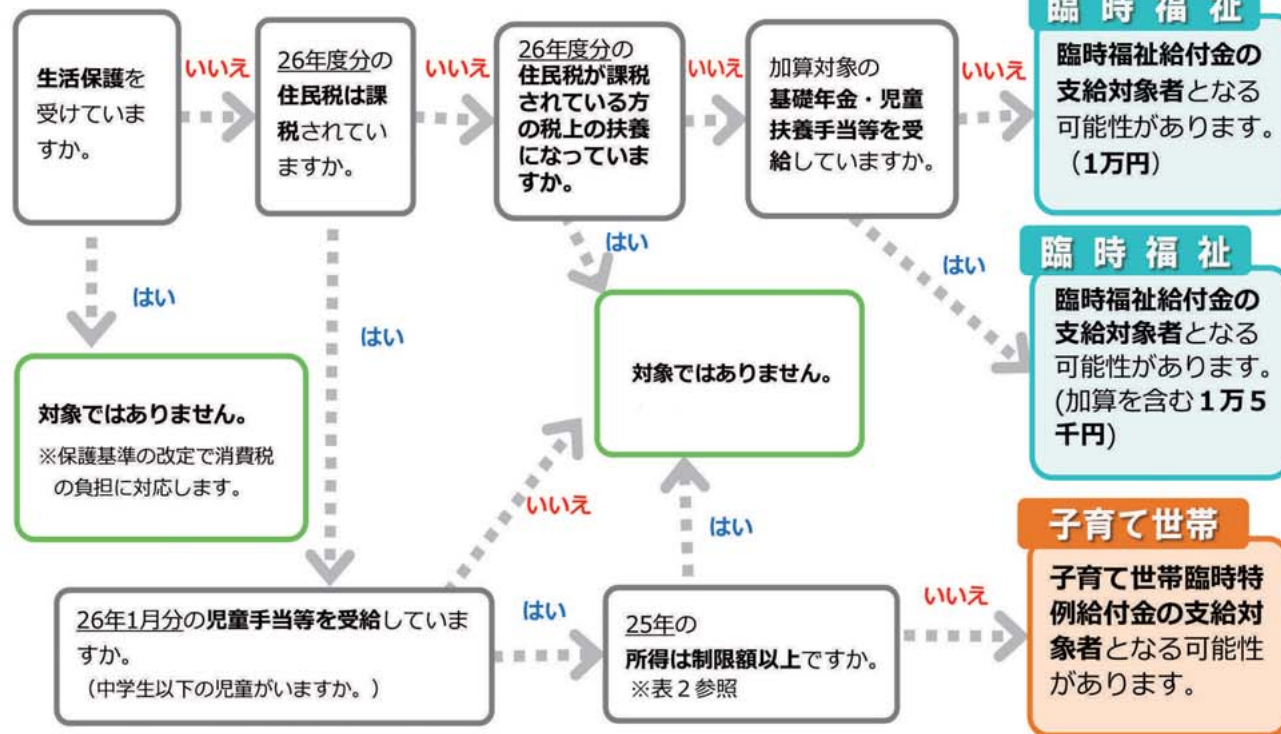 生活保護を
受けていま
すか。
いいえ
26年度分の
住民税は課
税されてい
ますか。
いいえ
26年度分の
住民税が課税
されている方
の税上の扶養
になっていま
すか。
いいえ
加算対象の
基礎年金・児童
扶養手当等を受
給していますか。
いいえ
臨時福祉
臨時福祉給付金の
支給対象者となる
可能性があります。
（1万円）
はい
はい
はい
はい
臨時福祉
臨時福祉給付金の
支給対象者となる
可能性があります。
(加算を含む1万5
千円)
対象ではありません。
※保護基準の改定で消費税
の負担に対応します。
対象ではありません。
いいえ
はい
26年1月分の児童手当等を受給していま
すか。
（中学生以下の児童がいますか。）
はい
25年の
所得は制限額以上ですか。
※表2参照
いいえ
子育て世帯
子育て世帯臨時特
例給付金の支給対
象者となる可能性
があります。